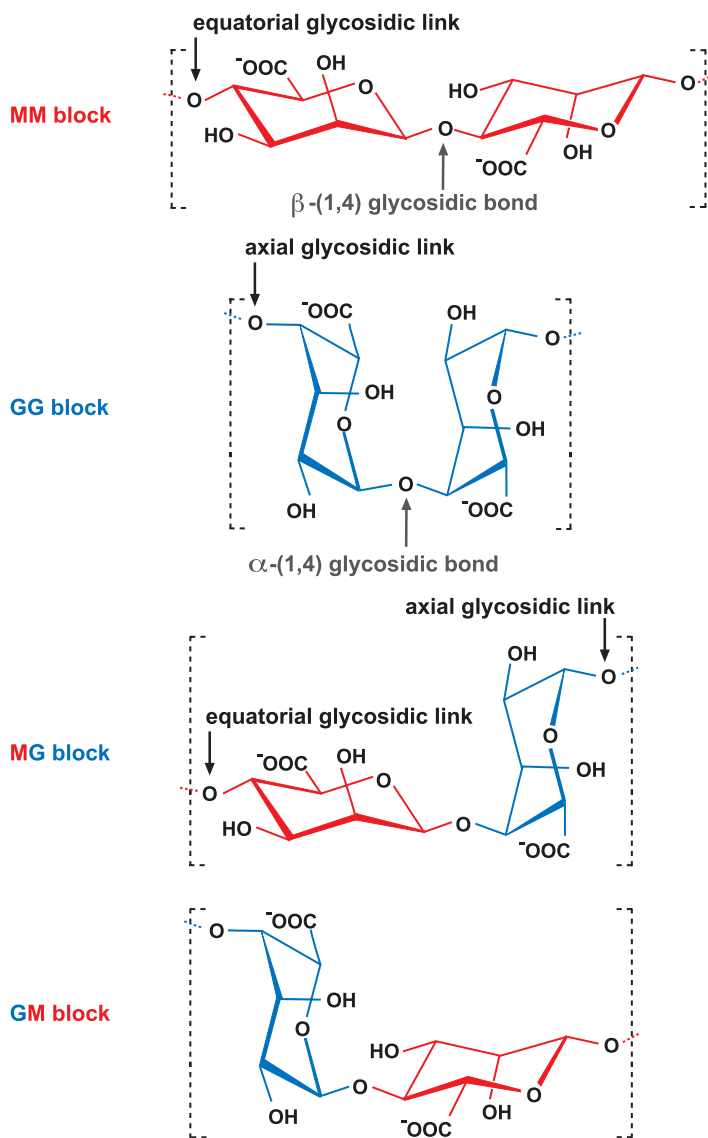 equatorial glycosidic link
⁻OOC OH
O O
MM block
HO O HO O
⁻OOC OH
β-(1,4) glycosidic bond
axial glycosidic link
⁻OOC OH
O O
GG block
OH O O OH
OH O ⁻OOC
α-(1,4) glycosidic bond
axial glycosidic link
OH O
equatorial glycosidic link
MG block
⁻OOC OH O O OH
O HO O
⁻OOC
⁻OOC
O
GM block
OH O
HO O
OH O ⁻OOC OH O